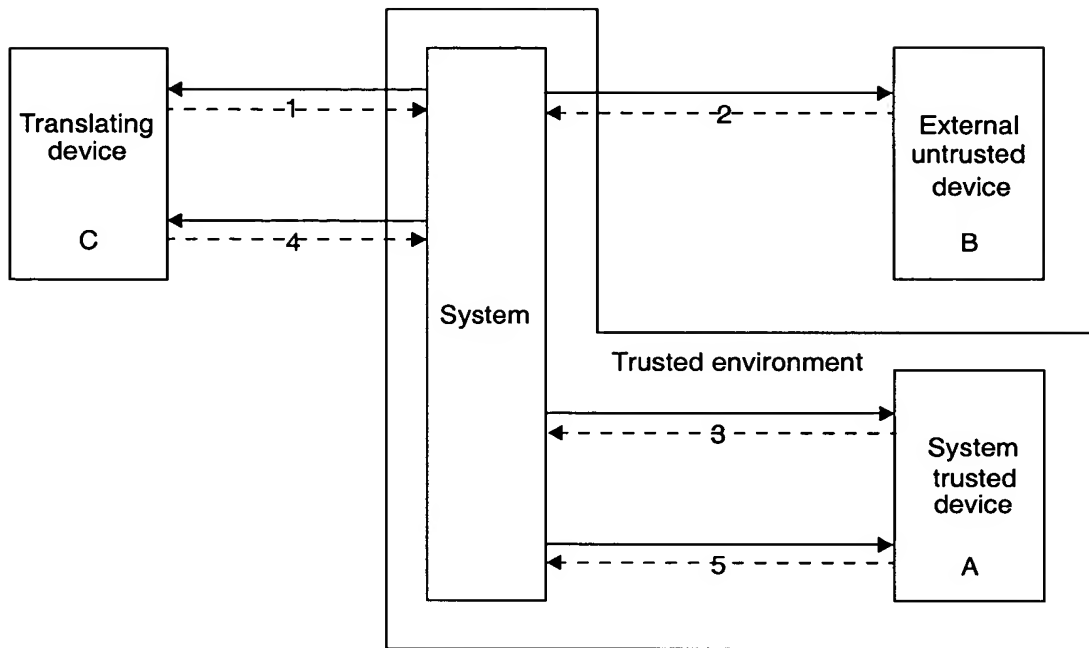 Translating
device
C
1
4
System
2
External
untrusted
device
B
Trusted environment
3
5
System
trusted
device
A